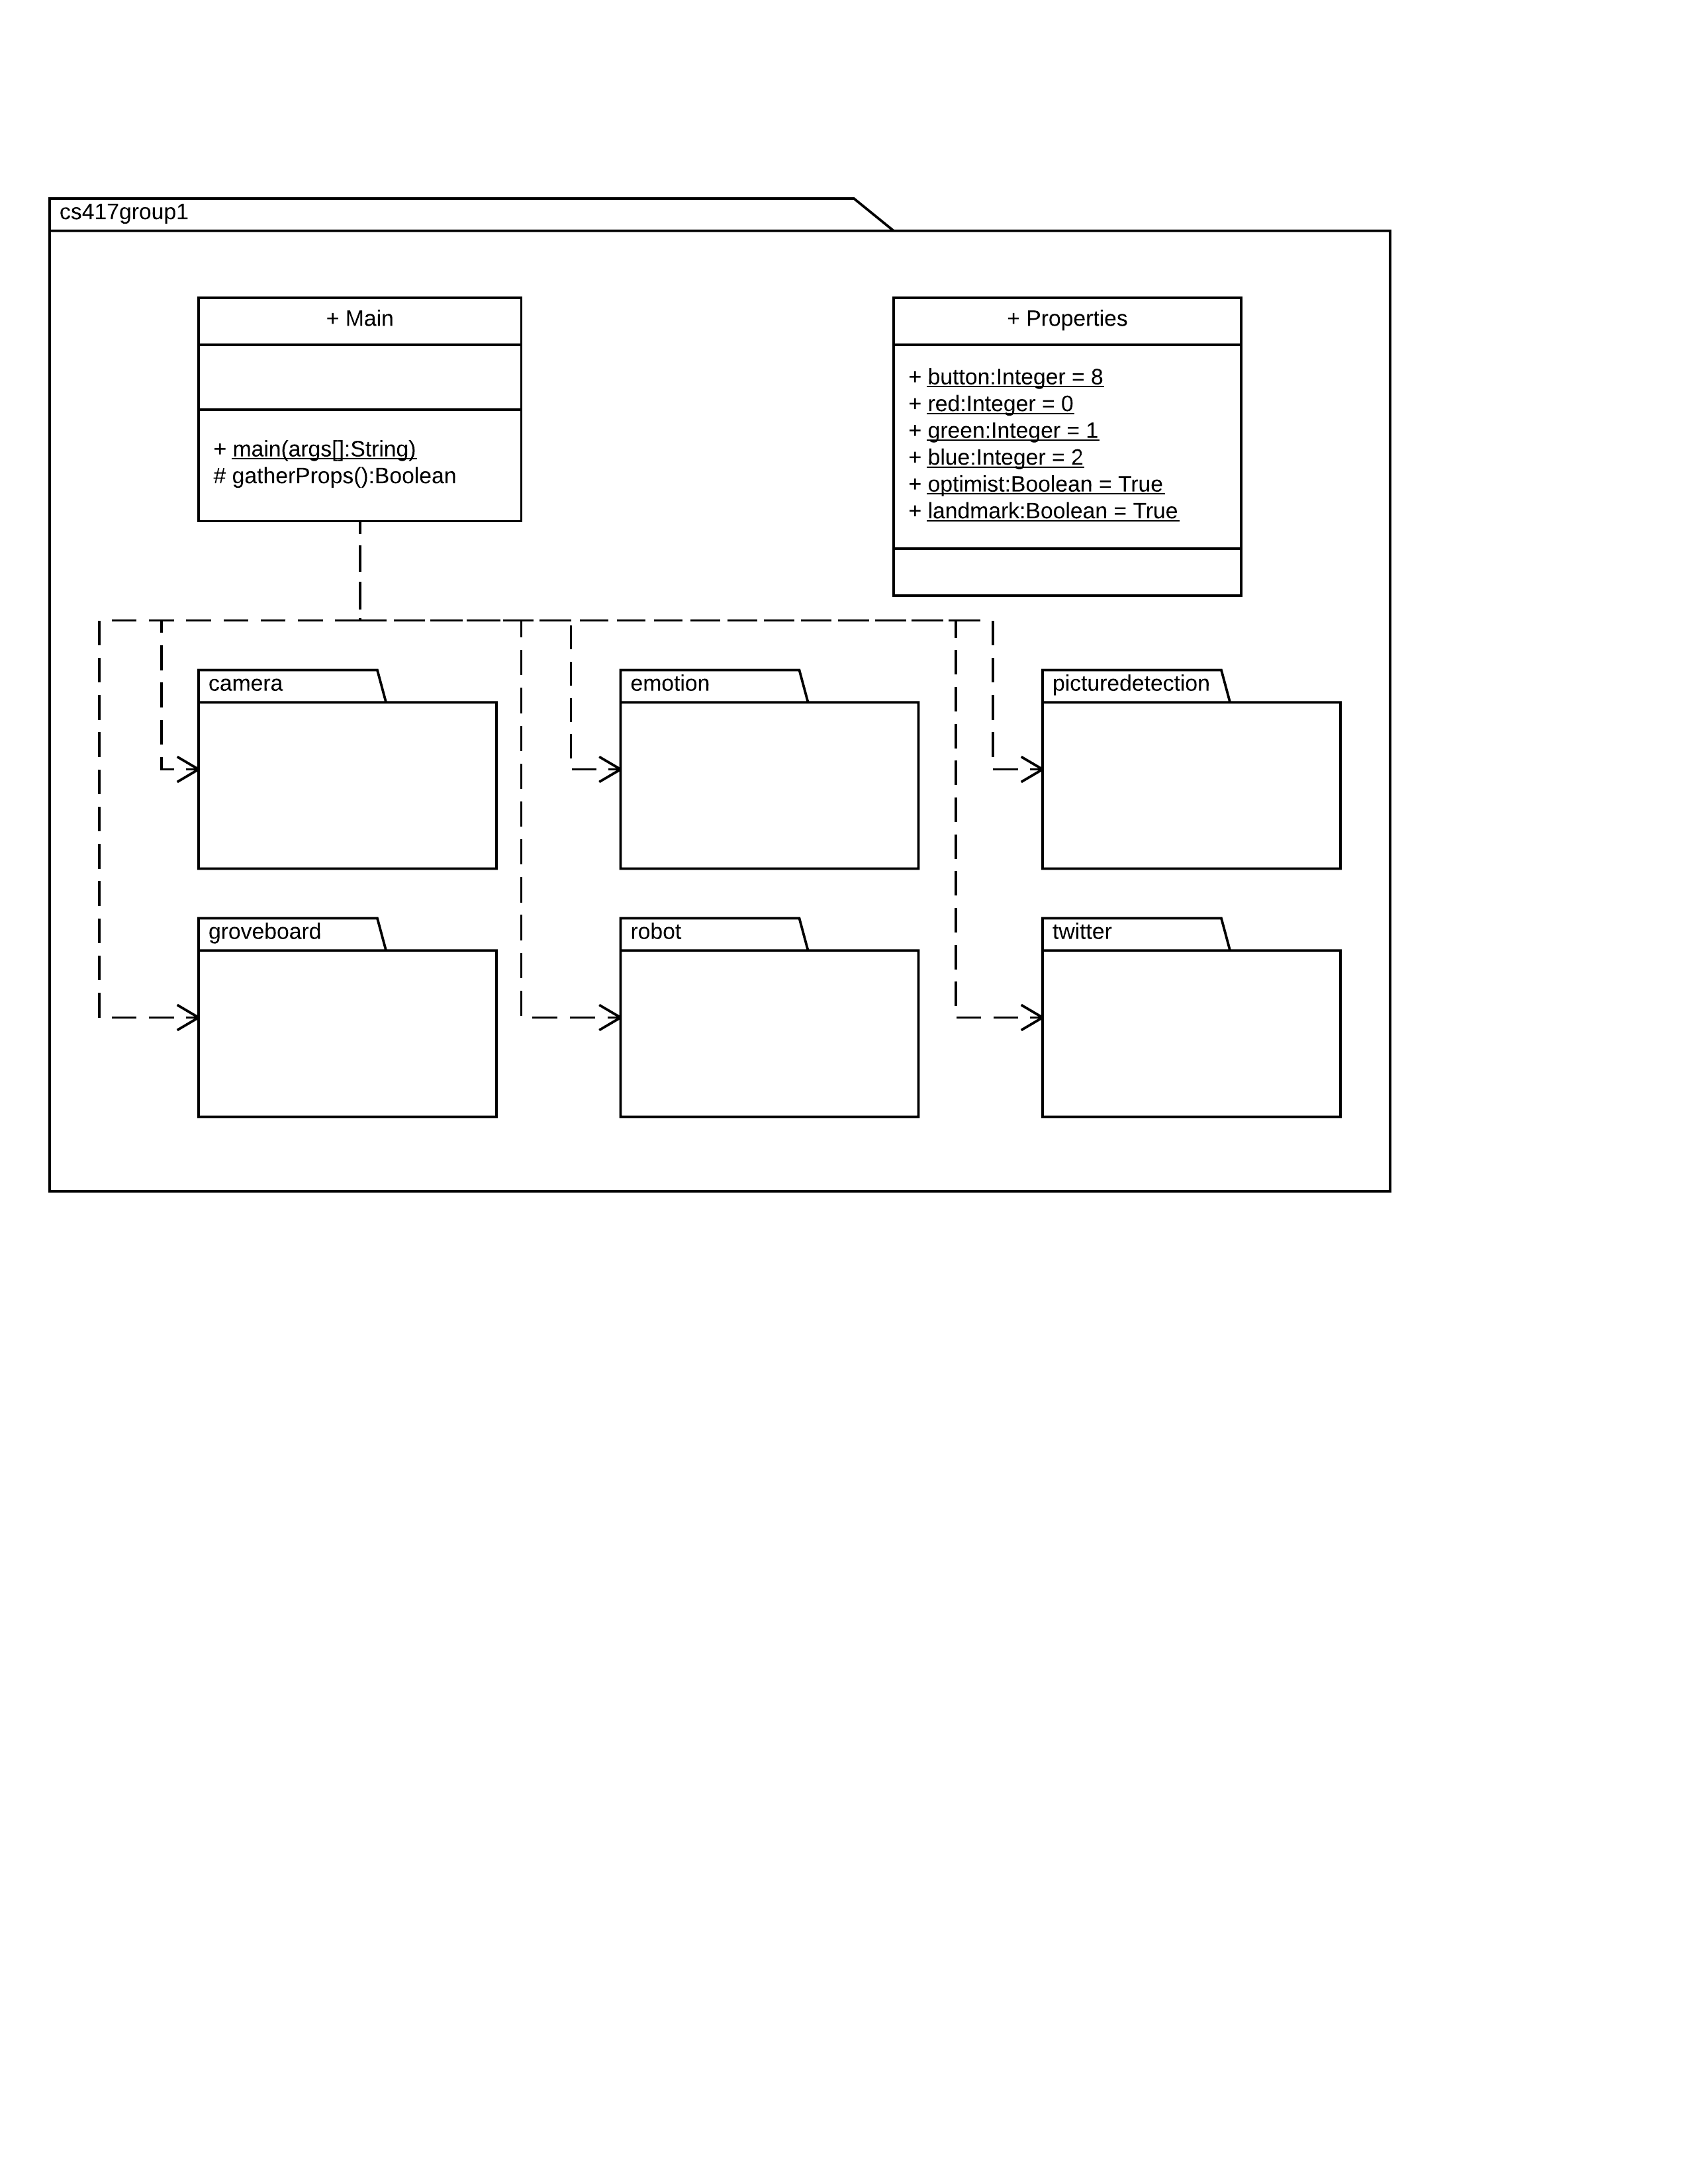 cs417group1
+ Main
+ main(args[]:String)
# gatherProps():Boolean
+ Properties
+ button:Integer = 8
+ red:Integer = 0
+ green:Integer = 1
+ blue:Integer = 2
+ optimist:Boolean = True
+ landmark:Boolean = True
camera
emotion
picturedetection
groveboard
robot
twitter